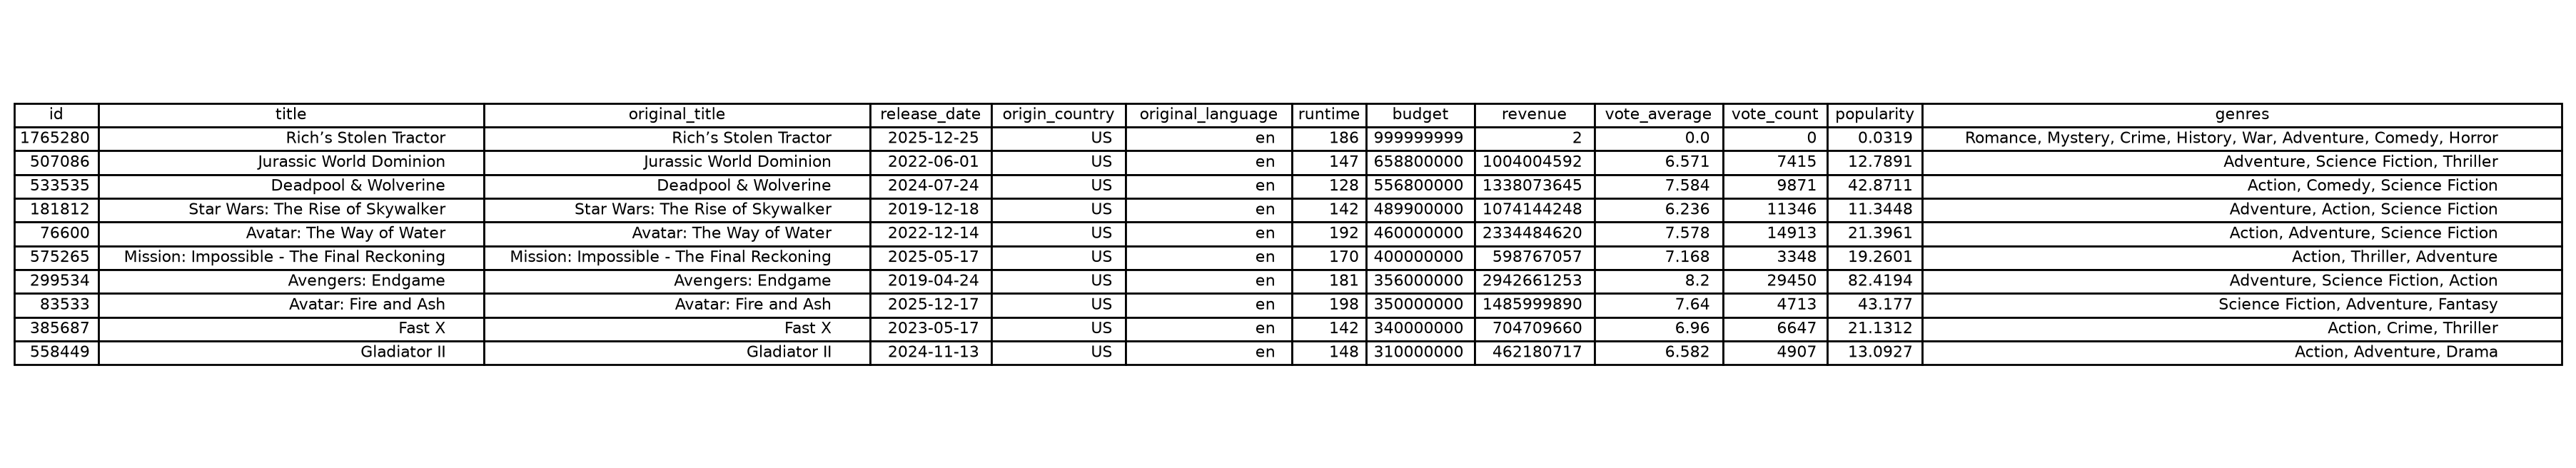 id title original_title release_date origin_country original_language runtime budget revenue vote_average vote_count popularity genres
1765280 Rich’s Stolen Tractor Rich’s Stolen Tractor 2025-12-25 US en 186 999999999 2 0.0 0 0.0319 Romance, Mystery, Crime, History, War, Adventure, Comedy, Horror
507086 Jurassic World Dominion Jurassic World Dominion 2022-06-01 US en 147 658800000 1004004592 6.571 7415 12.7891 Adventure, Science Fiction, Thriller
533535 Deadpool & Wolverine Deadpool & Wolverine 2024-07-24 US en 128 556800000 1338073645 7.584 9871 42.8711 Action, Comedy, Science Fiction
181812 Star Wars: The Rise of Skywalker Star Wars: The Rise of Skywalker 2019-12-18 US en 142 489900000 1074144248 6.236 11346 11.3448 Adventure, Action, Science Fiction
76600 Avatar: The Way of Water Avatar: The Way of Water 2022-12-14 US en 192 460000000 2334484620 7.578 14913 21.3961 Action, Adventure, Science Fiction
575265 Mission: Impossible - The Final Reckoning Mission: Impossible - The Final Reckoning 2025-05-17 US en 170 400000000 598767057 7.168 3348 19.2601 Action, Thriller, Adventure
299534 Avengers: Endgame Avengers: Endgame 2019-04-24 US en 181 356000000 2942661253 8.2 29450 82.4194 Adventure, Science Fiction, Action
83533 Avatar: Fire and Ash Avatar: Fire and Ash 2025-12-17 US en 198 350000000 1485999890 7.64 4713 43.177 Science Fiction, Adventure, Fantasy
385687 Fast X Fast X 2023-05-17 US en 142 340000000 704709660 6.96 6647 21.1312 Action, Crime, Thriller
558449 Gladiator II Gladiator II 2024-11-13 US en 148 310000000 462180717 6.582 4907 13.0927 Action, Adventure, Drama